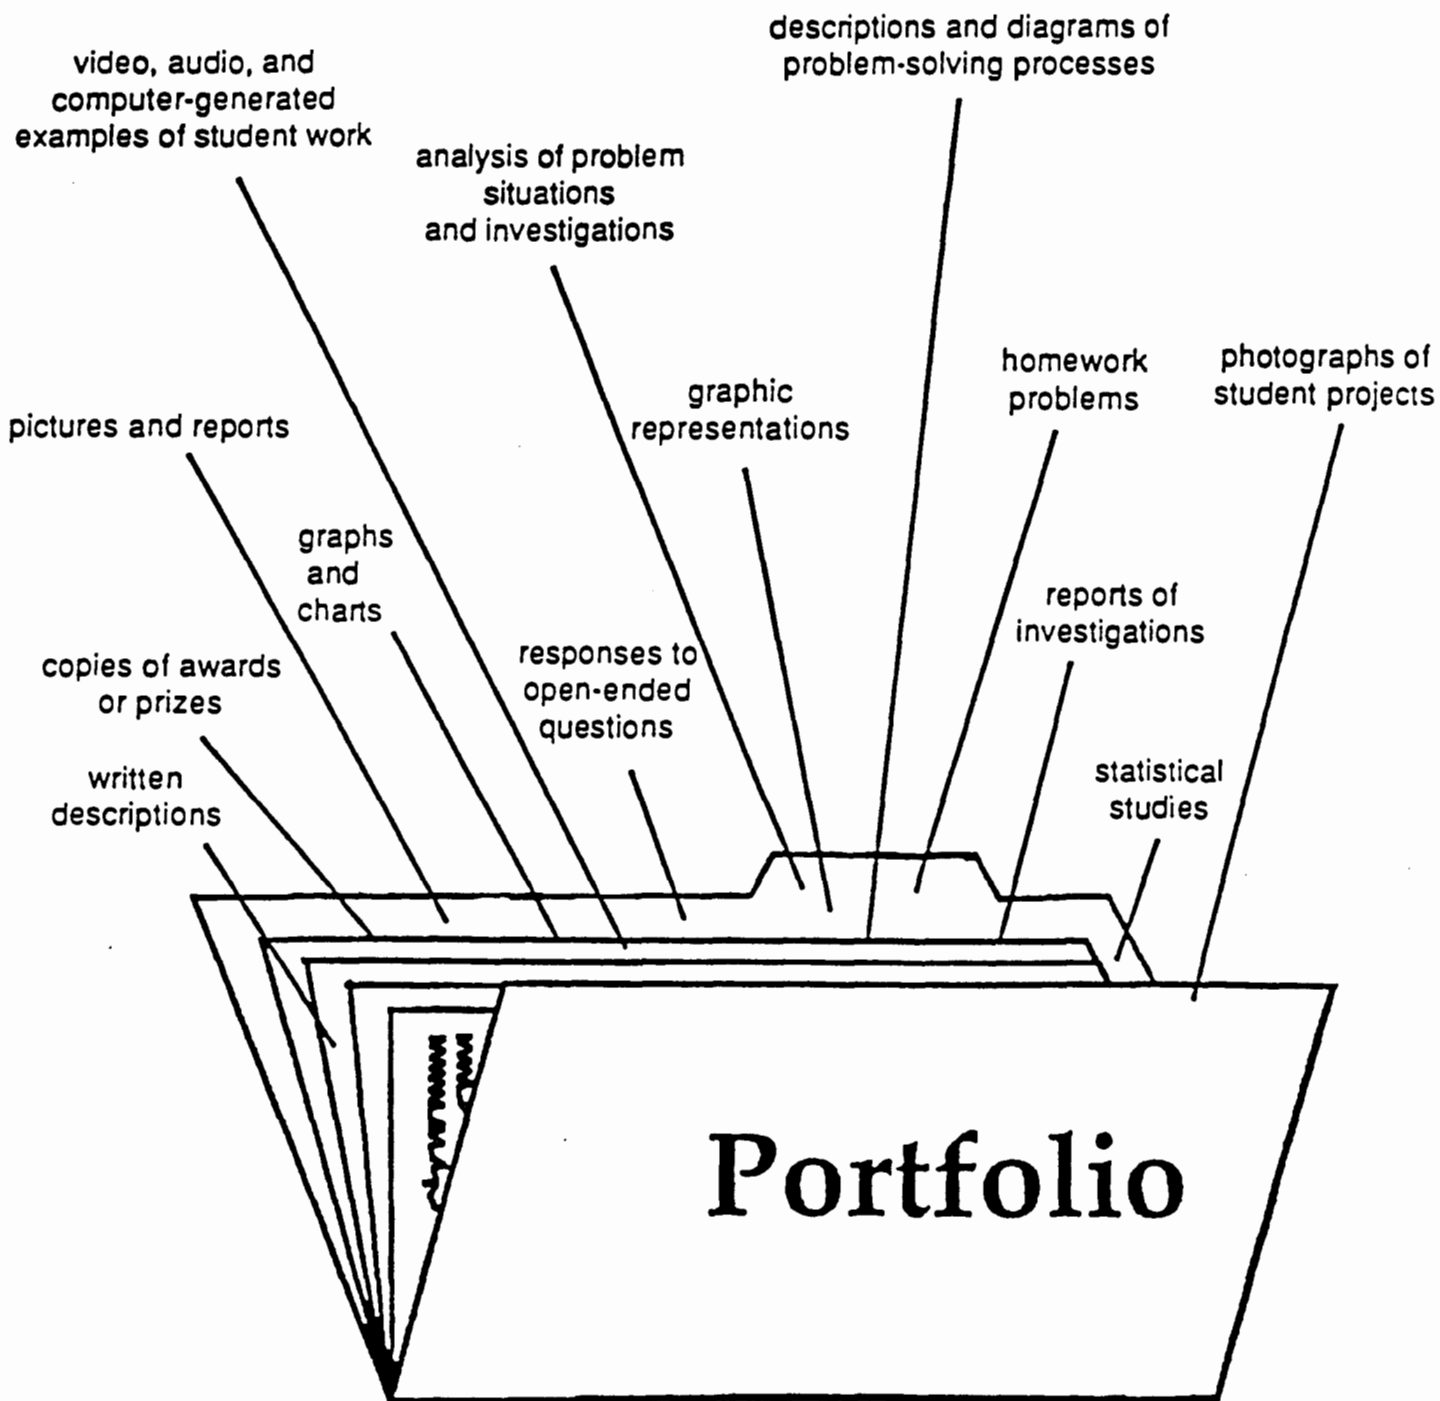 descriptions and diagrams of
problem-solving processes
video, audio, and
computer-generated
examples of student work
analysis of problem
situations
and investigations
homework
problems
photographs of
student projects
graphic
representations
pictures and reports
graphs
and
charts
reports of
investigations
responses to
open-ended
questions
copies of awards
or prizes
statistical
studies
written
descriptions
Portfolio